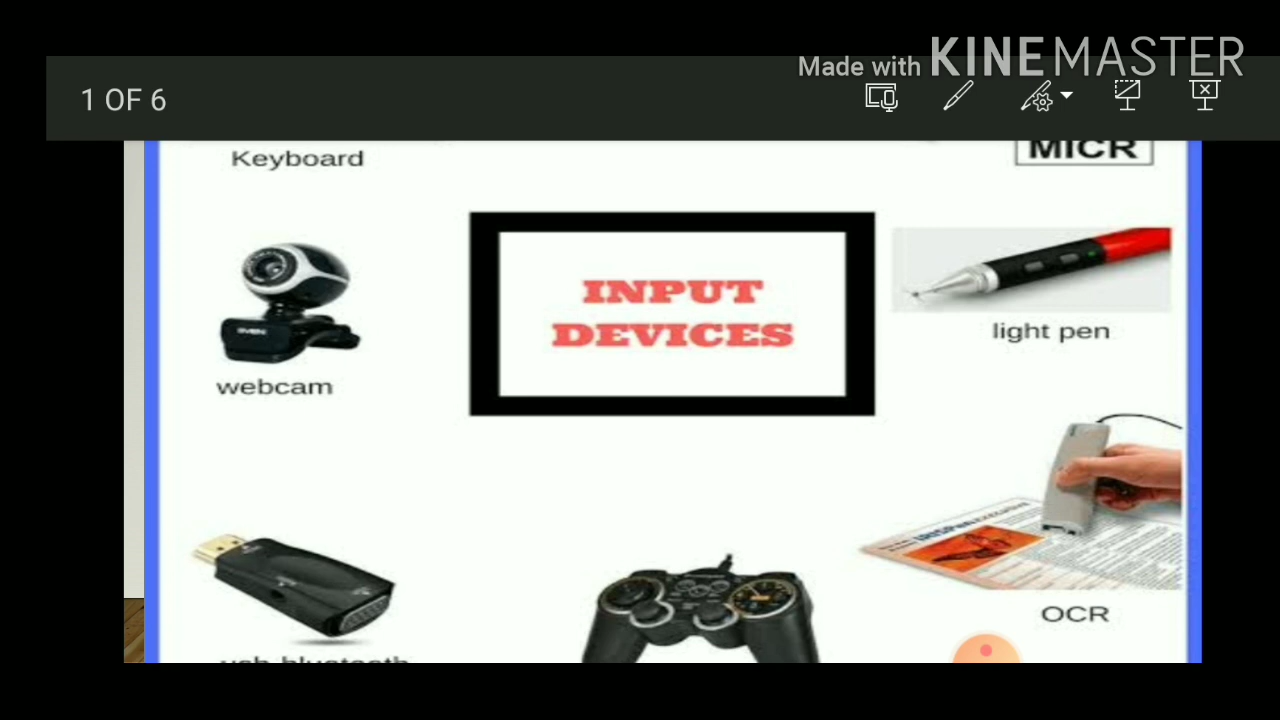 Made with KINEMASTER
1 OF 6
Keyboard
MICR
INPUT
DEVICES
light pen
webcam
OCR